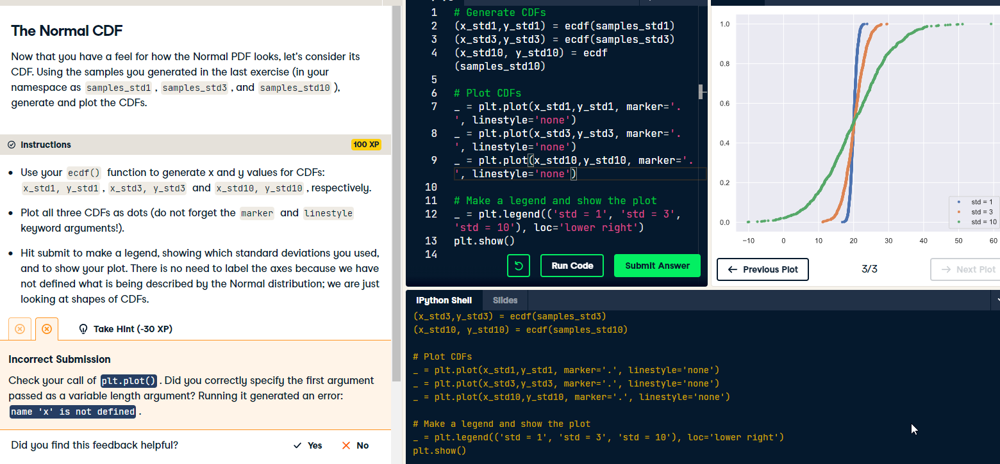 The Normal CDF
Now that you have a feel for how the Normal PDF looks, let's consider its
CDF. Using the samples you generated in the last exercise (in your
namespace as samples_std1 , samples_std3 , and samples_std10 ),
generate and plot the CDFs.
Instructions
100 XP
Use your ecdf() function to generate x and y values for CDFs:
x_std1, y_std1 , x_std3, y_std3 and x_std10, y_std10 , respectively.
Plot all three CDFs as dots (do not forget the marker and linestyle
keyword arguments!).
Hit submit to make a legend, showing which standard deviations you used,
and to show your plot. There is no need to label the axes because we have
not defined what is being described by the Normal distribution; we are just
looking at shapes of CDFs.
Take Hint (-30 XP)
Incorrect Submission
Check your call of plt.plot() . Did you correctly specify the first argument
passed as a variable length argument? Running it generated an error:
name 'x' is not defined .
Did you find this feedback helpful?
Yes
No
1 # Generate CDFs
2 (x_std1,y_std1) = ecdf(samples_std1)
3 (x_std3,y_std3) = ecdf(samples_std3)
4 (x_std10, y_std10) = ecdf
(samples_std10)
5
6 # Plot CDFs
7 _ = plt.plot(x_std1,y_std1, marker='.
', linestyle='none')
8 _ = plt.plot(x_std3,y_std3, marker='.
', linestyle='none')
9 _ = plt.plot(x_std10,y_std10, marker='.
', linestyle='none')
10
11 # Make a legend and show the plot
12 _ = plt.legend(('std = 1', 'std = 3',
'std = 10'), loc='lower right')
13 plt.show()
14
Run Code
Submit Answer
1.0
0.8
0.6
0.4
0.2
0.0
−10 0 10 20 30 40 50 60
std = 1
std = 3
std = 10
Previous Plot
3/3
Next Plot
IPython Shell
Slides
(x_std3,y_std3) = ecdf(samples_std3)
(x_std10, y_std10) = ecdf(samples_std10)
# Plot CDFs
_ = plt.plot(x_std1,y_std1, marker='.', linestyle='none')
_ = plt.plot(x_std3,y_std3, marker='.', linestyle='none')
_ = plt.plot(x_std10,y_std10, marker='.', linestyle='none')
# Make a legend and show the plot
_ = plt.legend(('std = 1', 'std = 3', 'std = 10'), loc='lower right')
plt.show()